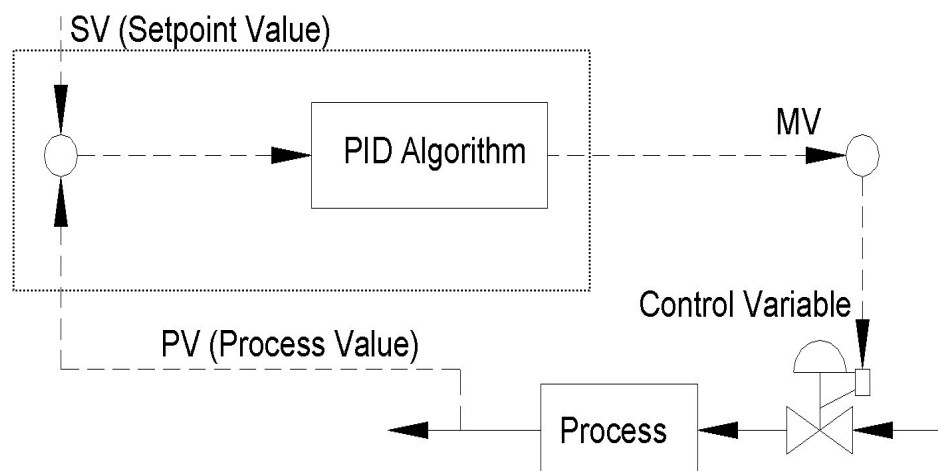 SV (Setpoint Value)
PID Algorithm
MV
Control Variable
PV (Process Value)
Process